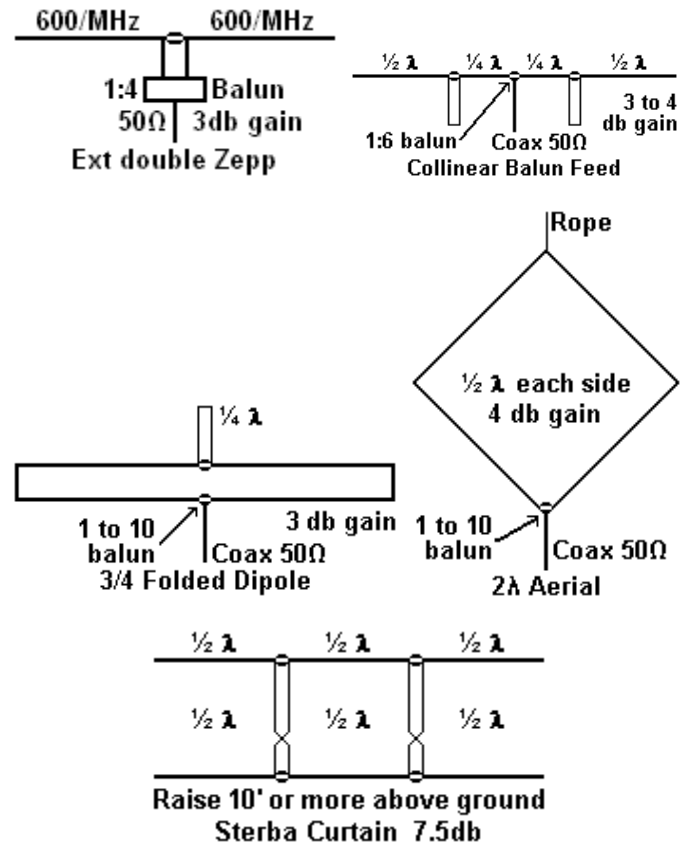 600/MHz 600/MHz
1:4 Balun
50Ω 3db gain
Ext double Zepp
½ λ ¼ λ ¼ λ ½ λ
3 to 4
db gain
1:6 balun Coax 50Ω
Collinear Balun Feed
Rope
½ λ each side
4 db gain
1 to 10
balun
Coax 50Ω
2λ Aerial
¼ λ
3 db gain
1 to 10
balun
Coax 50Ω
3/4 Folded Dipole
½ λ ½ λ ½ λ
½ λ ½ λ ½ λ
Raise 10' or more above ground
Sterba Curtain 7.5db